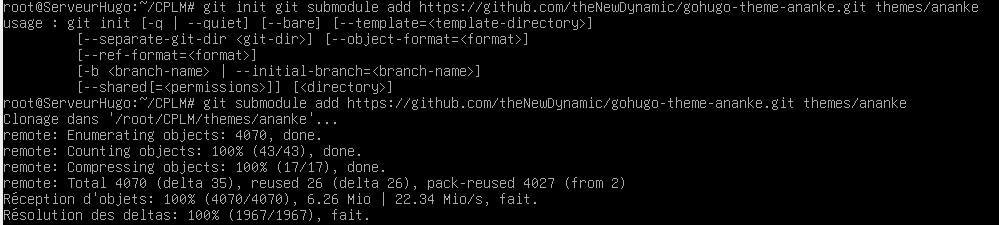 root@ServeurHugo:~/CPLM# git init git submodule add https://github.com/theNewDynamic/gohugo-theme-ananke.git themes/ananke
usage : git init [-q | --quiet] [--bare] [--template=<template-directory>]
         [--separate-git-dir <git-dir>] [--object-format=<format>]
         [--ref-format=<format>]
         [-b <branch-name> | --initial-branch=<branch-name>]
         [--shared[=<permissions>]] [<directory>]
root@ServeurHugo:~/CPLM# git submodule add https://github.com/theNewDynamic/gohugo-theme-ananke.git themes/ananke
Clonage dans '/root/CPLM/themes/ananke'...
remote: Enumerating objects: 4070, done.
remote: Counting objects: 100% (43/43), done.
remote: Compressing objects: 100% (17/17), done.
remote: Total 4070 (delta 35), reused 26 (delta 26), pack-reused 4027 (from 2)
Réception d'objets: 100% (4070/4070), 6.26 Mio | 22.34 Mio/s, fait.
Résolution des deltas: 100% (1967/1967), fait.